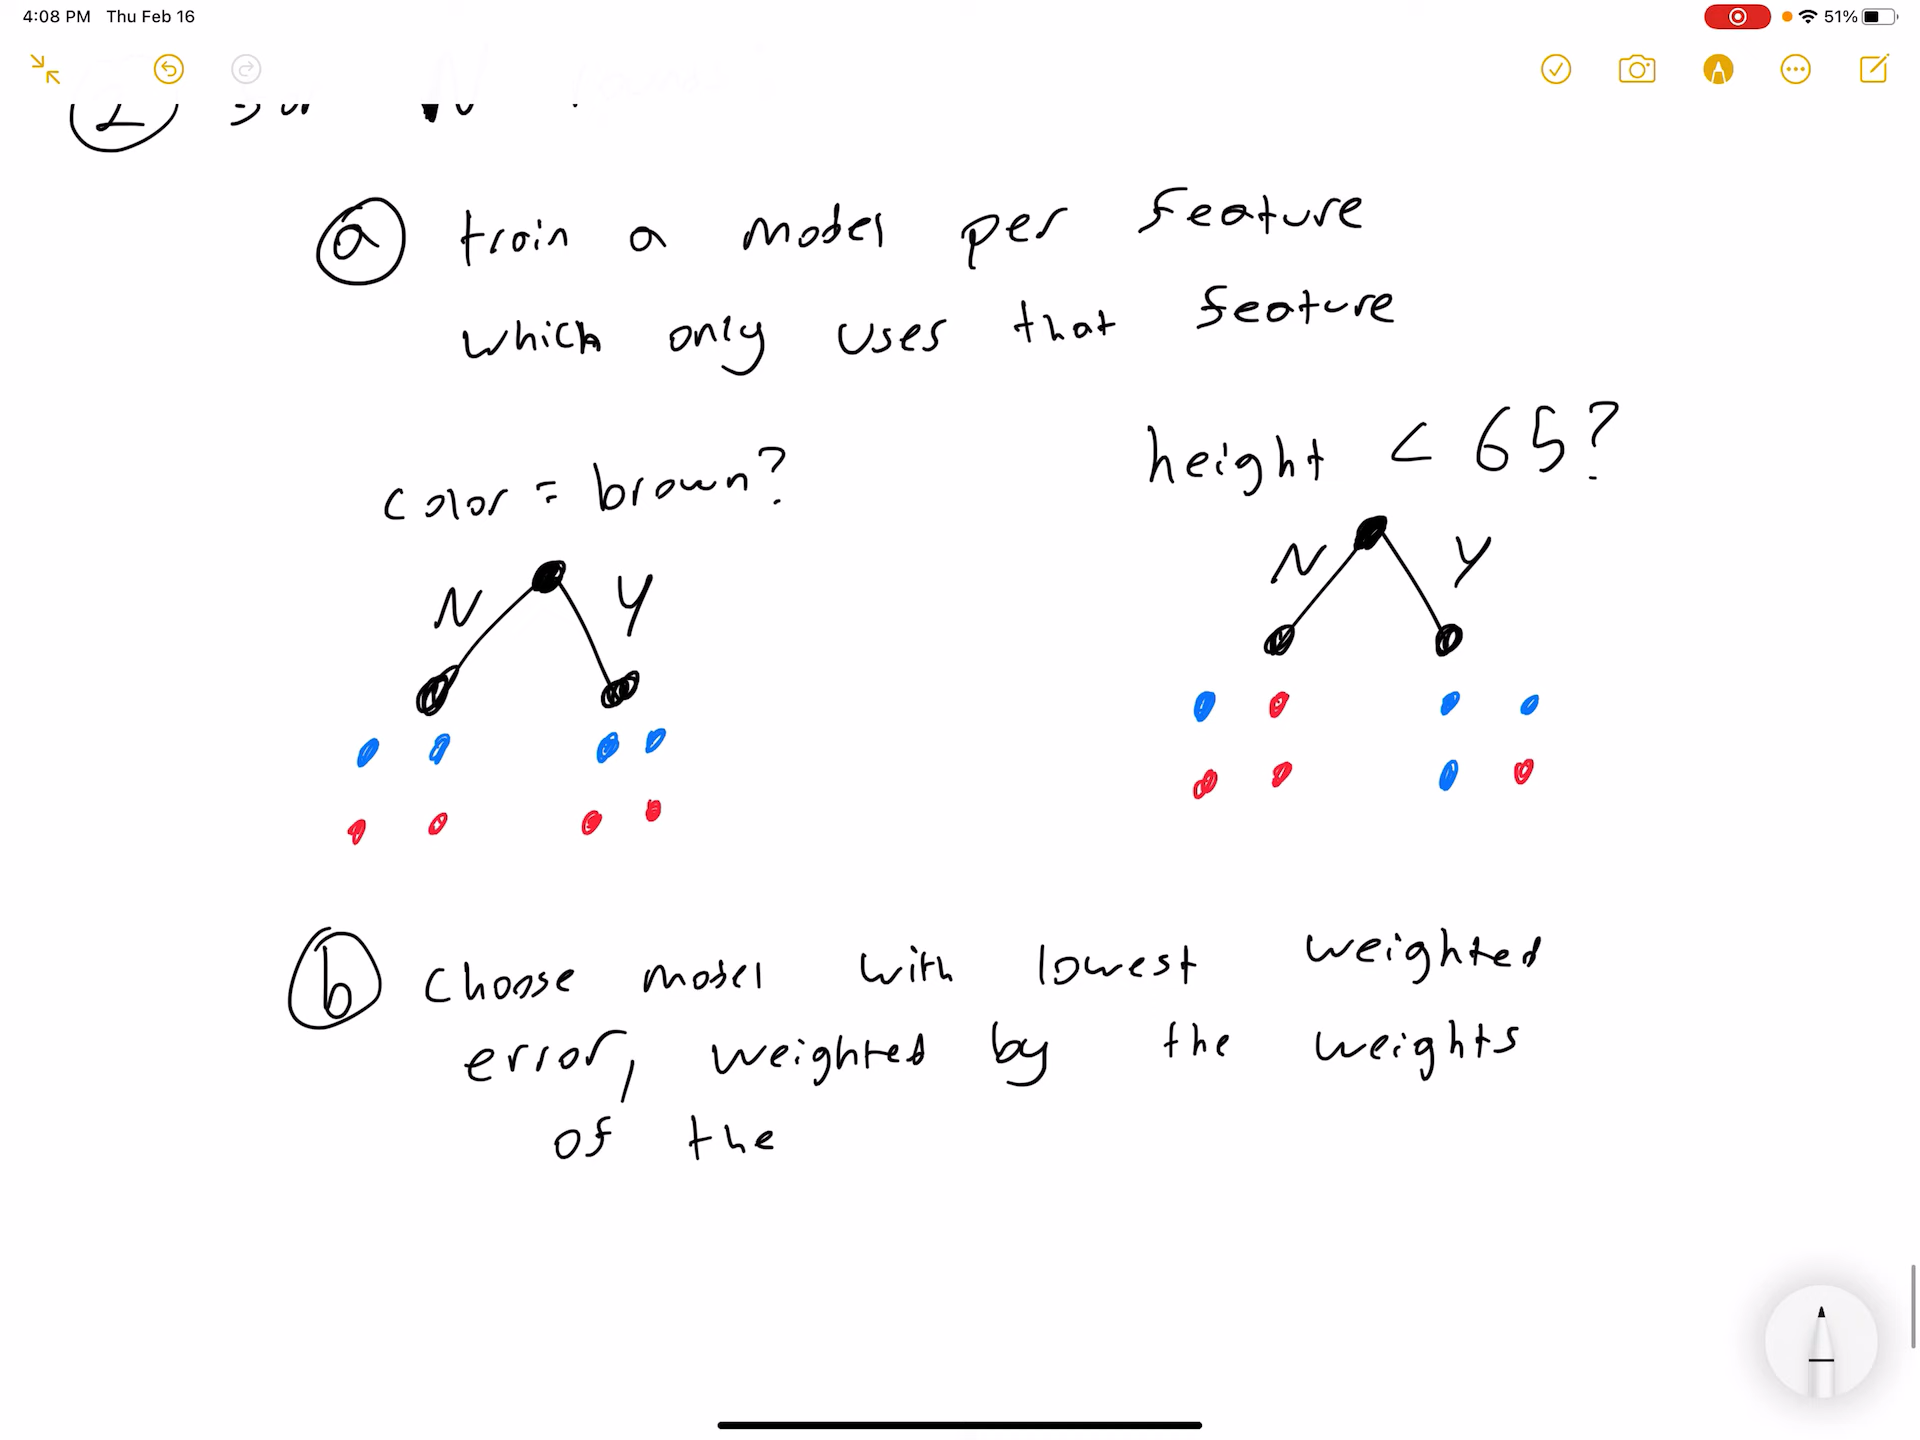 4:08 PM Thu Feb 16
51%
a train a model per feature
which only uses that feature
color = brown?
height < 65?
N Y
N Y
b choose model with lowest weighted
error, weighted by the weights
of the